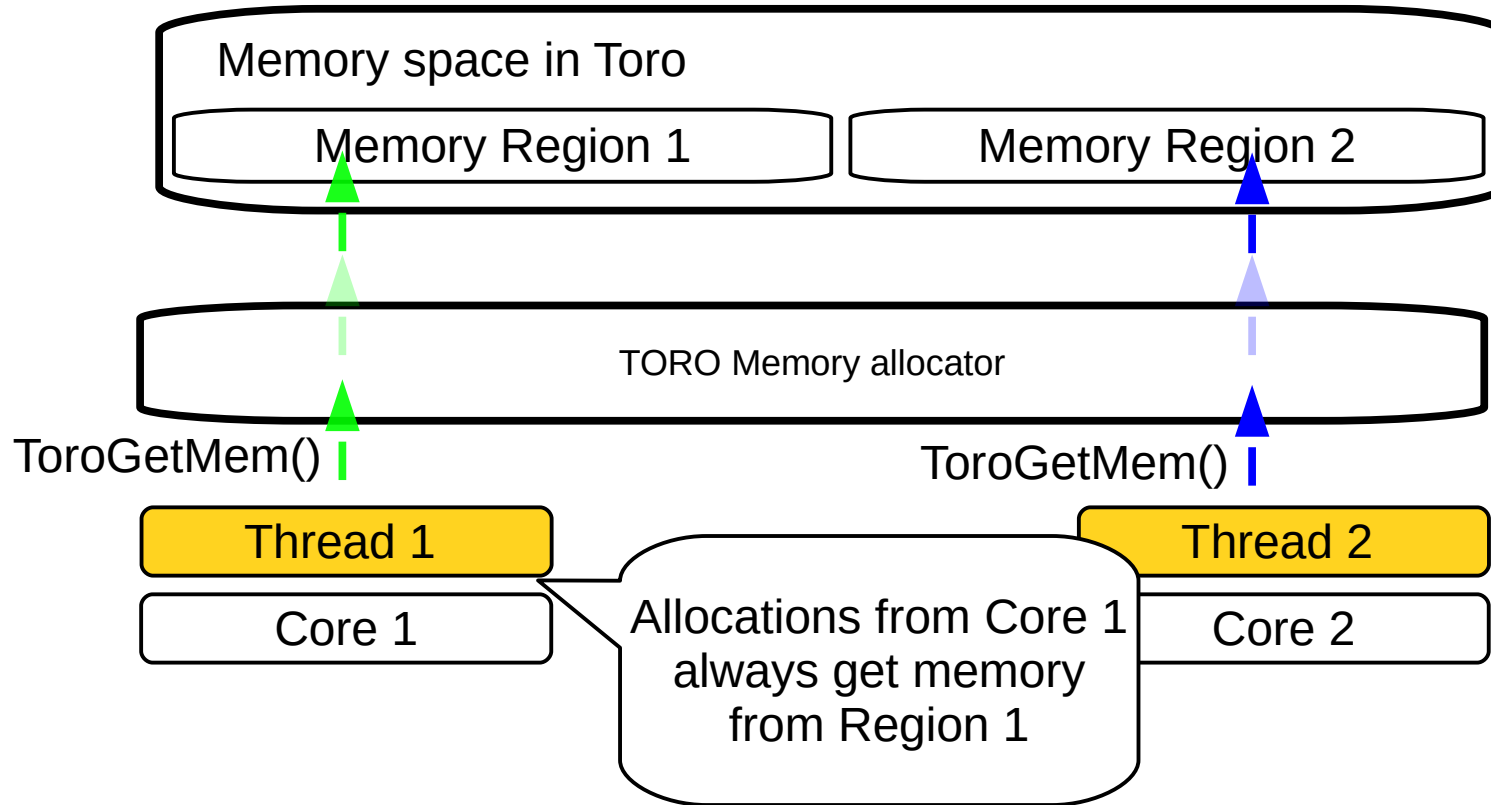 Memory space in Toro
Memory Region 1
Memory Region 2
TORO Memory allocator
ToroGetMem()
ToroGetMem()
Thread 1
Thread 2
Core 1
Allocations from Core 1
always get memory
from Region 1
Core 2